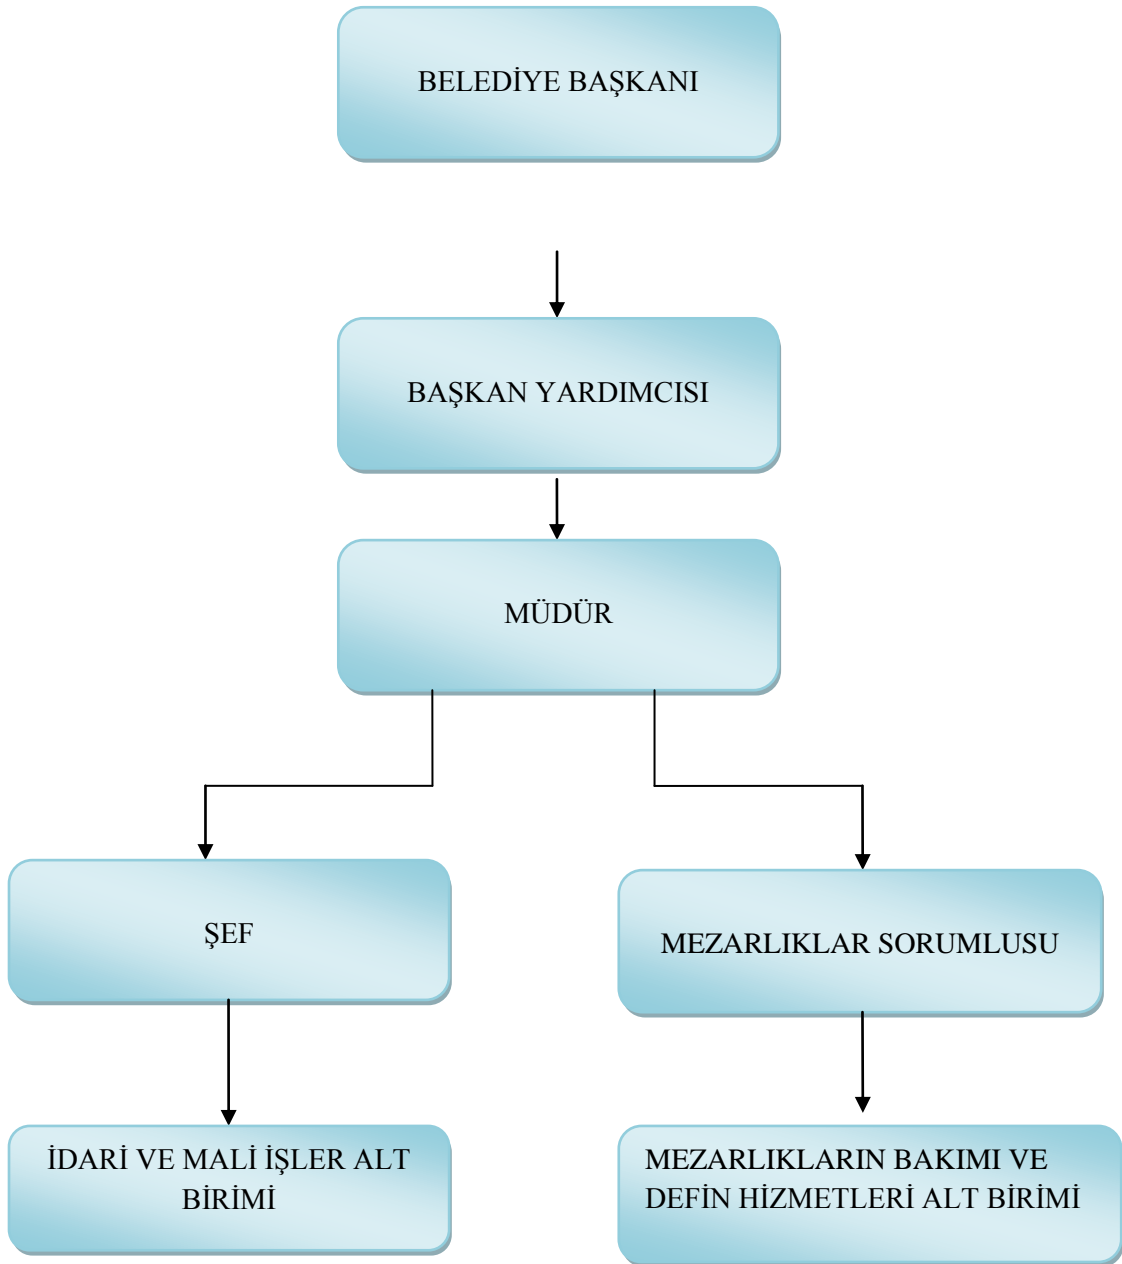 BELEDİYE BAŞKANI
BAŞKAN YARDIMCISI
MÜDÜR
ŞEF
MEZARLIKLAR SORUMLUSU
İDARİ VE MALİ İŞLER ALT
BİRİMİ
MEZARLIKLARIN BAKIMI VE
DEFİN HİZMETLERİ ALT BİRİMİ